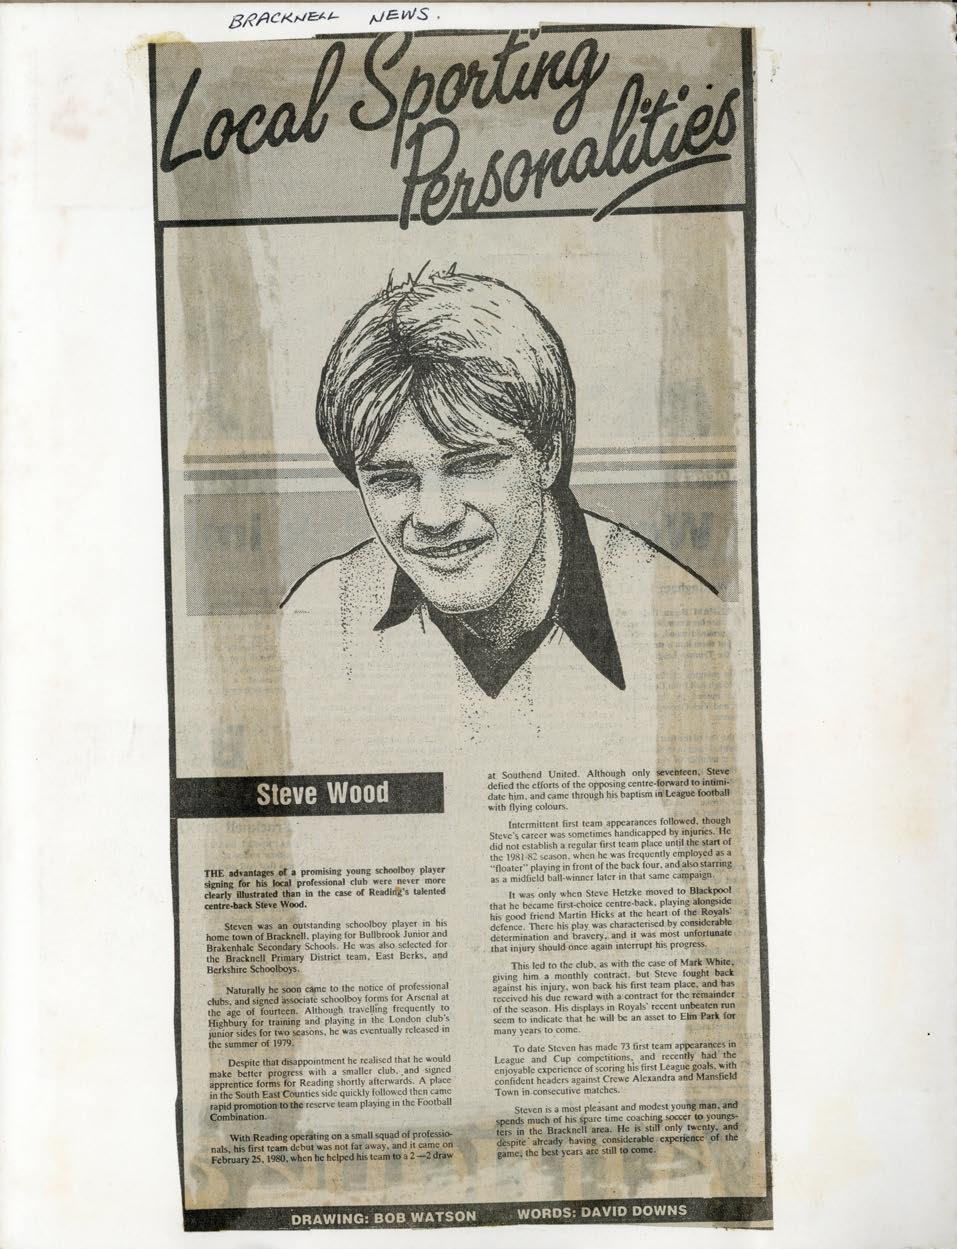 BRACKNELL NEWS.
Local Sporting
Personalities
Steve Wood
THE advantages of a promising young schoolboy player
signing for his local professional club were never more
clearly illustrated than in the case of Reading's talented
centre-back Steve Wood.
Steven was an outstanding schoolboy player in his
home town of Bracknell, playing for Bullbrook Junior and
Brakenhale Secondary Schools. He was also selected for
the Bracknell Primary District team, East Berks, and
Berkshire Schoolboys.
Naturally he soon came to the notice of professional
clubs, and signed associate schoolboy forms for Arsenal at
the age of fourteen. Although travelling frequently to
Highbury for training and playing in the London club's
junior sides for two seasons, he was eventually released in
the summer of 1979.
Despite that disappointment he realised that he would
make better progress with a smaller club, and signed
apprentice forms for Reading shortly afterwards. A place
in the South East Counties side quickly followed then came
rapid promotion to the reserve team playing in the Football
Combination.
With Reading operating on a small squad of professio-
nals, his first team debut was not far away, and it came on
February 25, 1980, when he helped his team to a 2—2 draw
at Southend United. Although only seventeen, Steve
defied the efforts of the opposing centre-forward to intimi-
date him, and came through his baptism in League football
with flying colours.
Intermittent first team appearances followed, though
Steve's career was sometimes handicapped by injuries. He
did not establish a regular first team place until the start of
the 1981-82 season, when he was frequently employed as a
"floater" playing in front of the back four, and also starring
as a midfield ball-winner later in that same campaign.
It was only when Steve Hetzke moved to Blackpool
that he became first-choice centre-back, playing alongside
his good friend Martin Hicks at the heart of the Royals'
defence. There his play was characterised by considerable
determination and bravery, and it was most unfortunate
that injury should once again interrupt his progress.
This led to the club, as with the case of Mark White,
giving him a monthly contract, but Steve fought back
against his injury, won back his first team place, and has
received his due reward with a contract for the remainder
of the season. His displays in Royals' recent unbeaten run
seem to indicate that he will be an asset to Elm Park for
many years to come.
To date Steven has made 73 first team appearances in
League and Cup competitions, and recently had the
enjoyable experience of scoring his first League goals, with
confident headers against Crewe Alexandra and Mansfield
Town in consecutive matches.
Steven is a most pleasant and modest young man, and
spends much of his spare time coaching soccer to youngs-
ters in the Bracknell area. He is still only twenty, and
despite already having considerable experience of the
game, the best years are still to come.
DRAWING: BOB WATSON WORDS: DAVID DOWNS